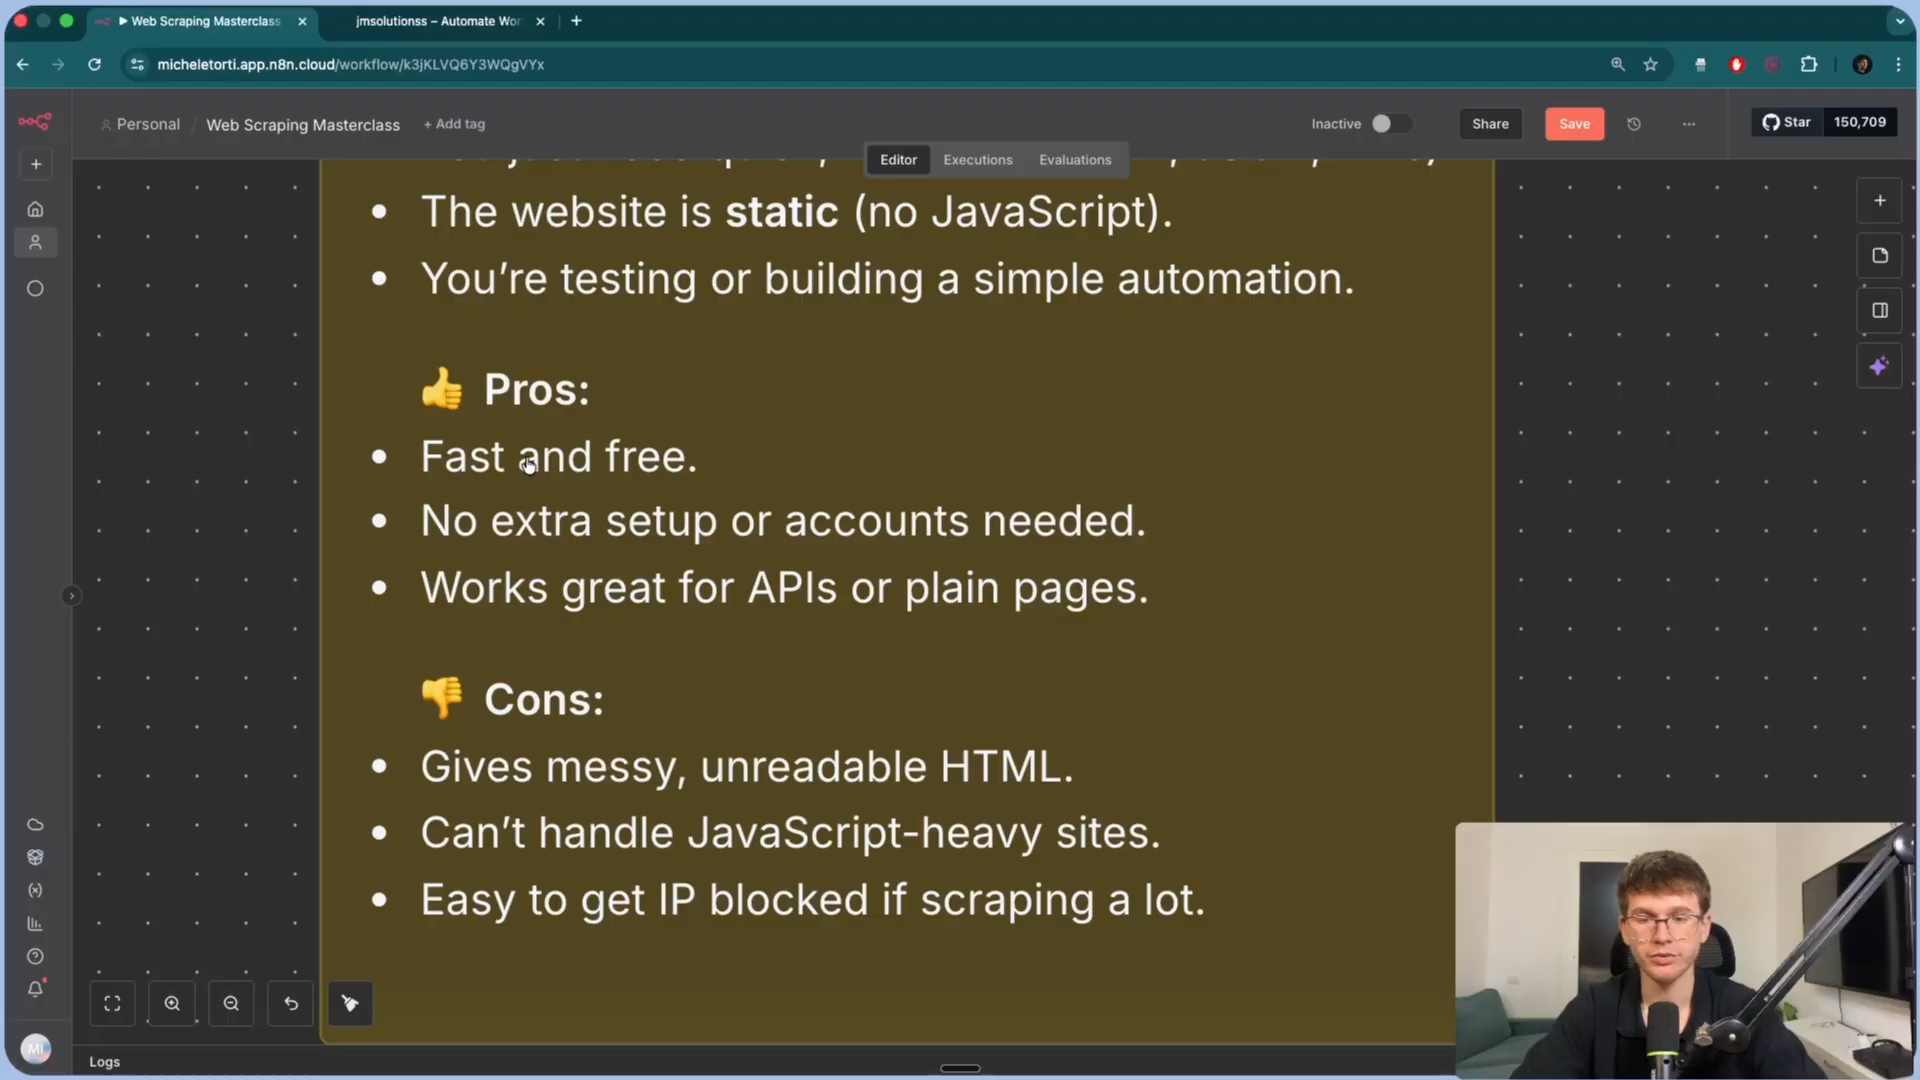 Web Scraping Masterclass
jmsolutionss – Automate Wor
micheletorti.app.n8n.cloud/workflow/k3jKLVQ6Y3WQgVYx
Personal / Web Scraping Masterclass + Add tag
Inactive
Share
Save
Star 150,709
Editor Executions Evaluations
• The website is static (no JavaScript).
• You’re testing or building a simple automation.
👍 Pros:
• Fast and free.
• No extra setup or accounts needed.
• Works great for APIs or plain pages.
👎 Cons:
• Gives messy, unreadable HTML.
• Can’t handle JavaScript-heavy sites.
• Easy to get IP blocked if scraping a lot.
MI
Logs